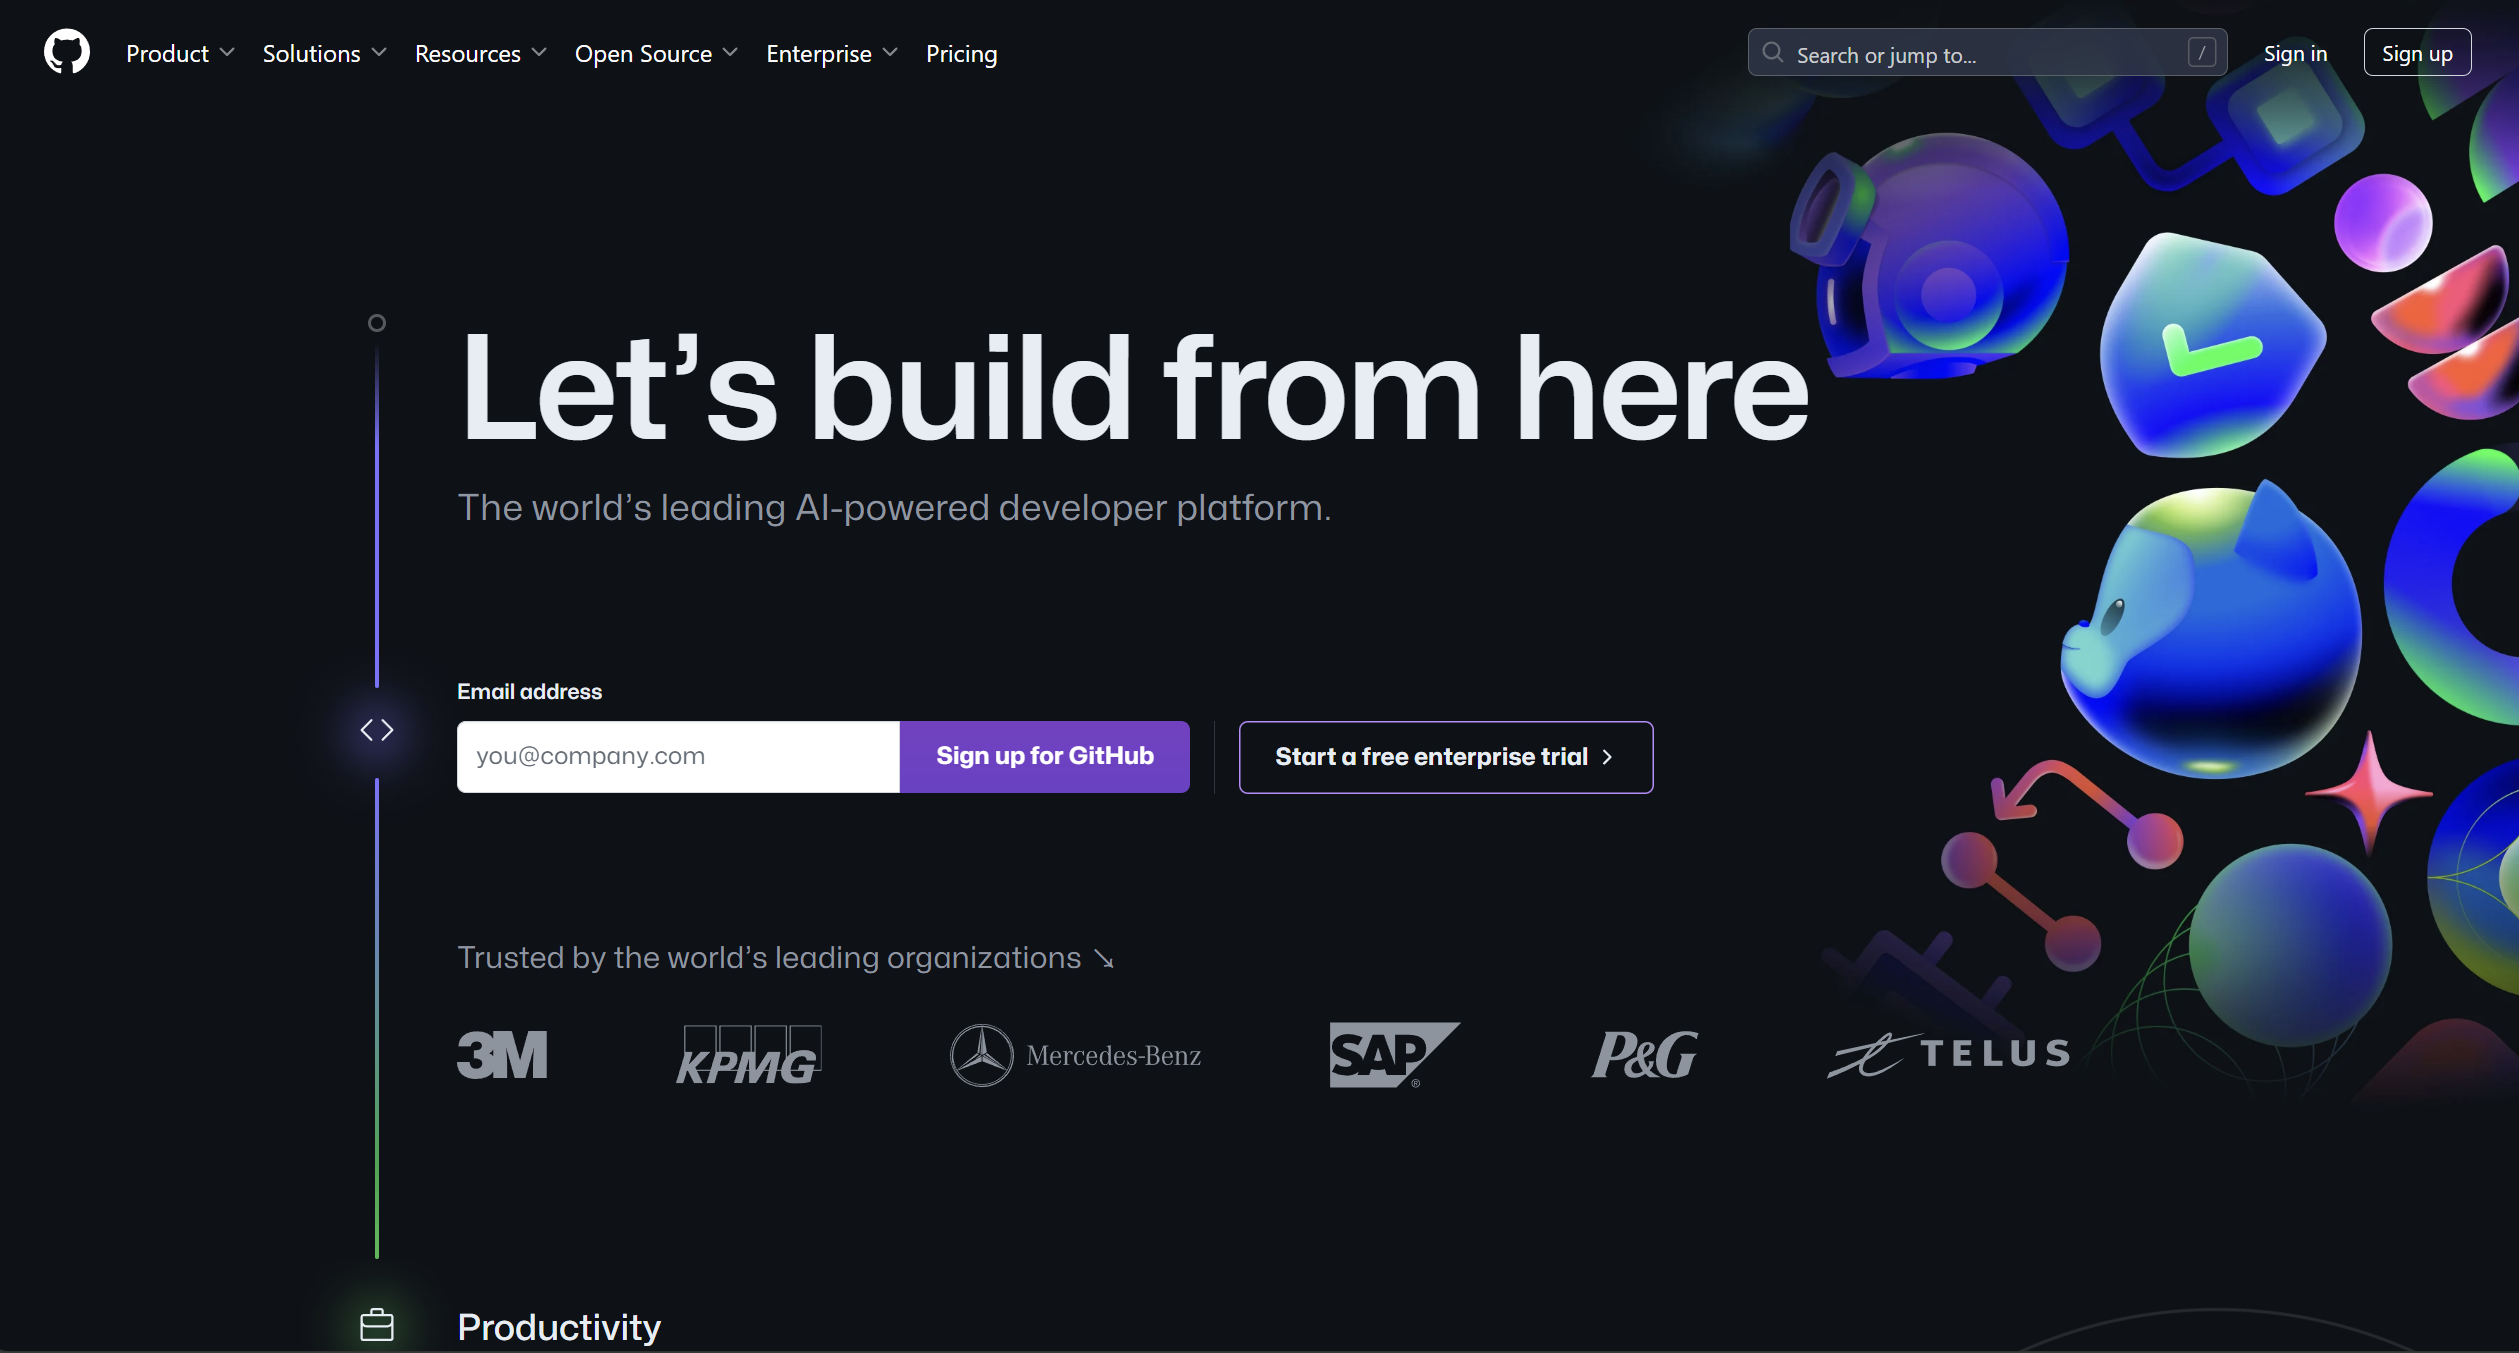 Product
Solutions
Resources
Open Source
Enterprise
Pricing
Search or jump to...
/
Sign in
Sign up
Let’s build from here
The world’s leading AI-powered developer platform.
Email address
you@company.com
Sign up for GitHub
Start a free enterprise trial
Trusted by the world’s leading organizations ↘
3M
KPMG
Mercedes-Benz
SAP®
P&G
TELUS
Productivity